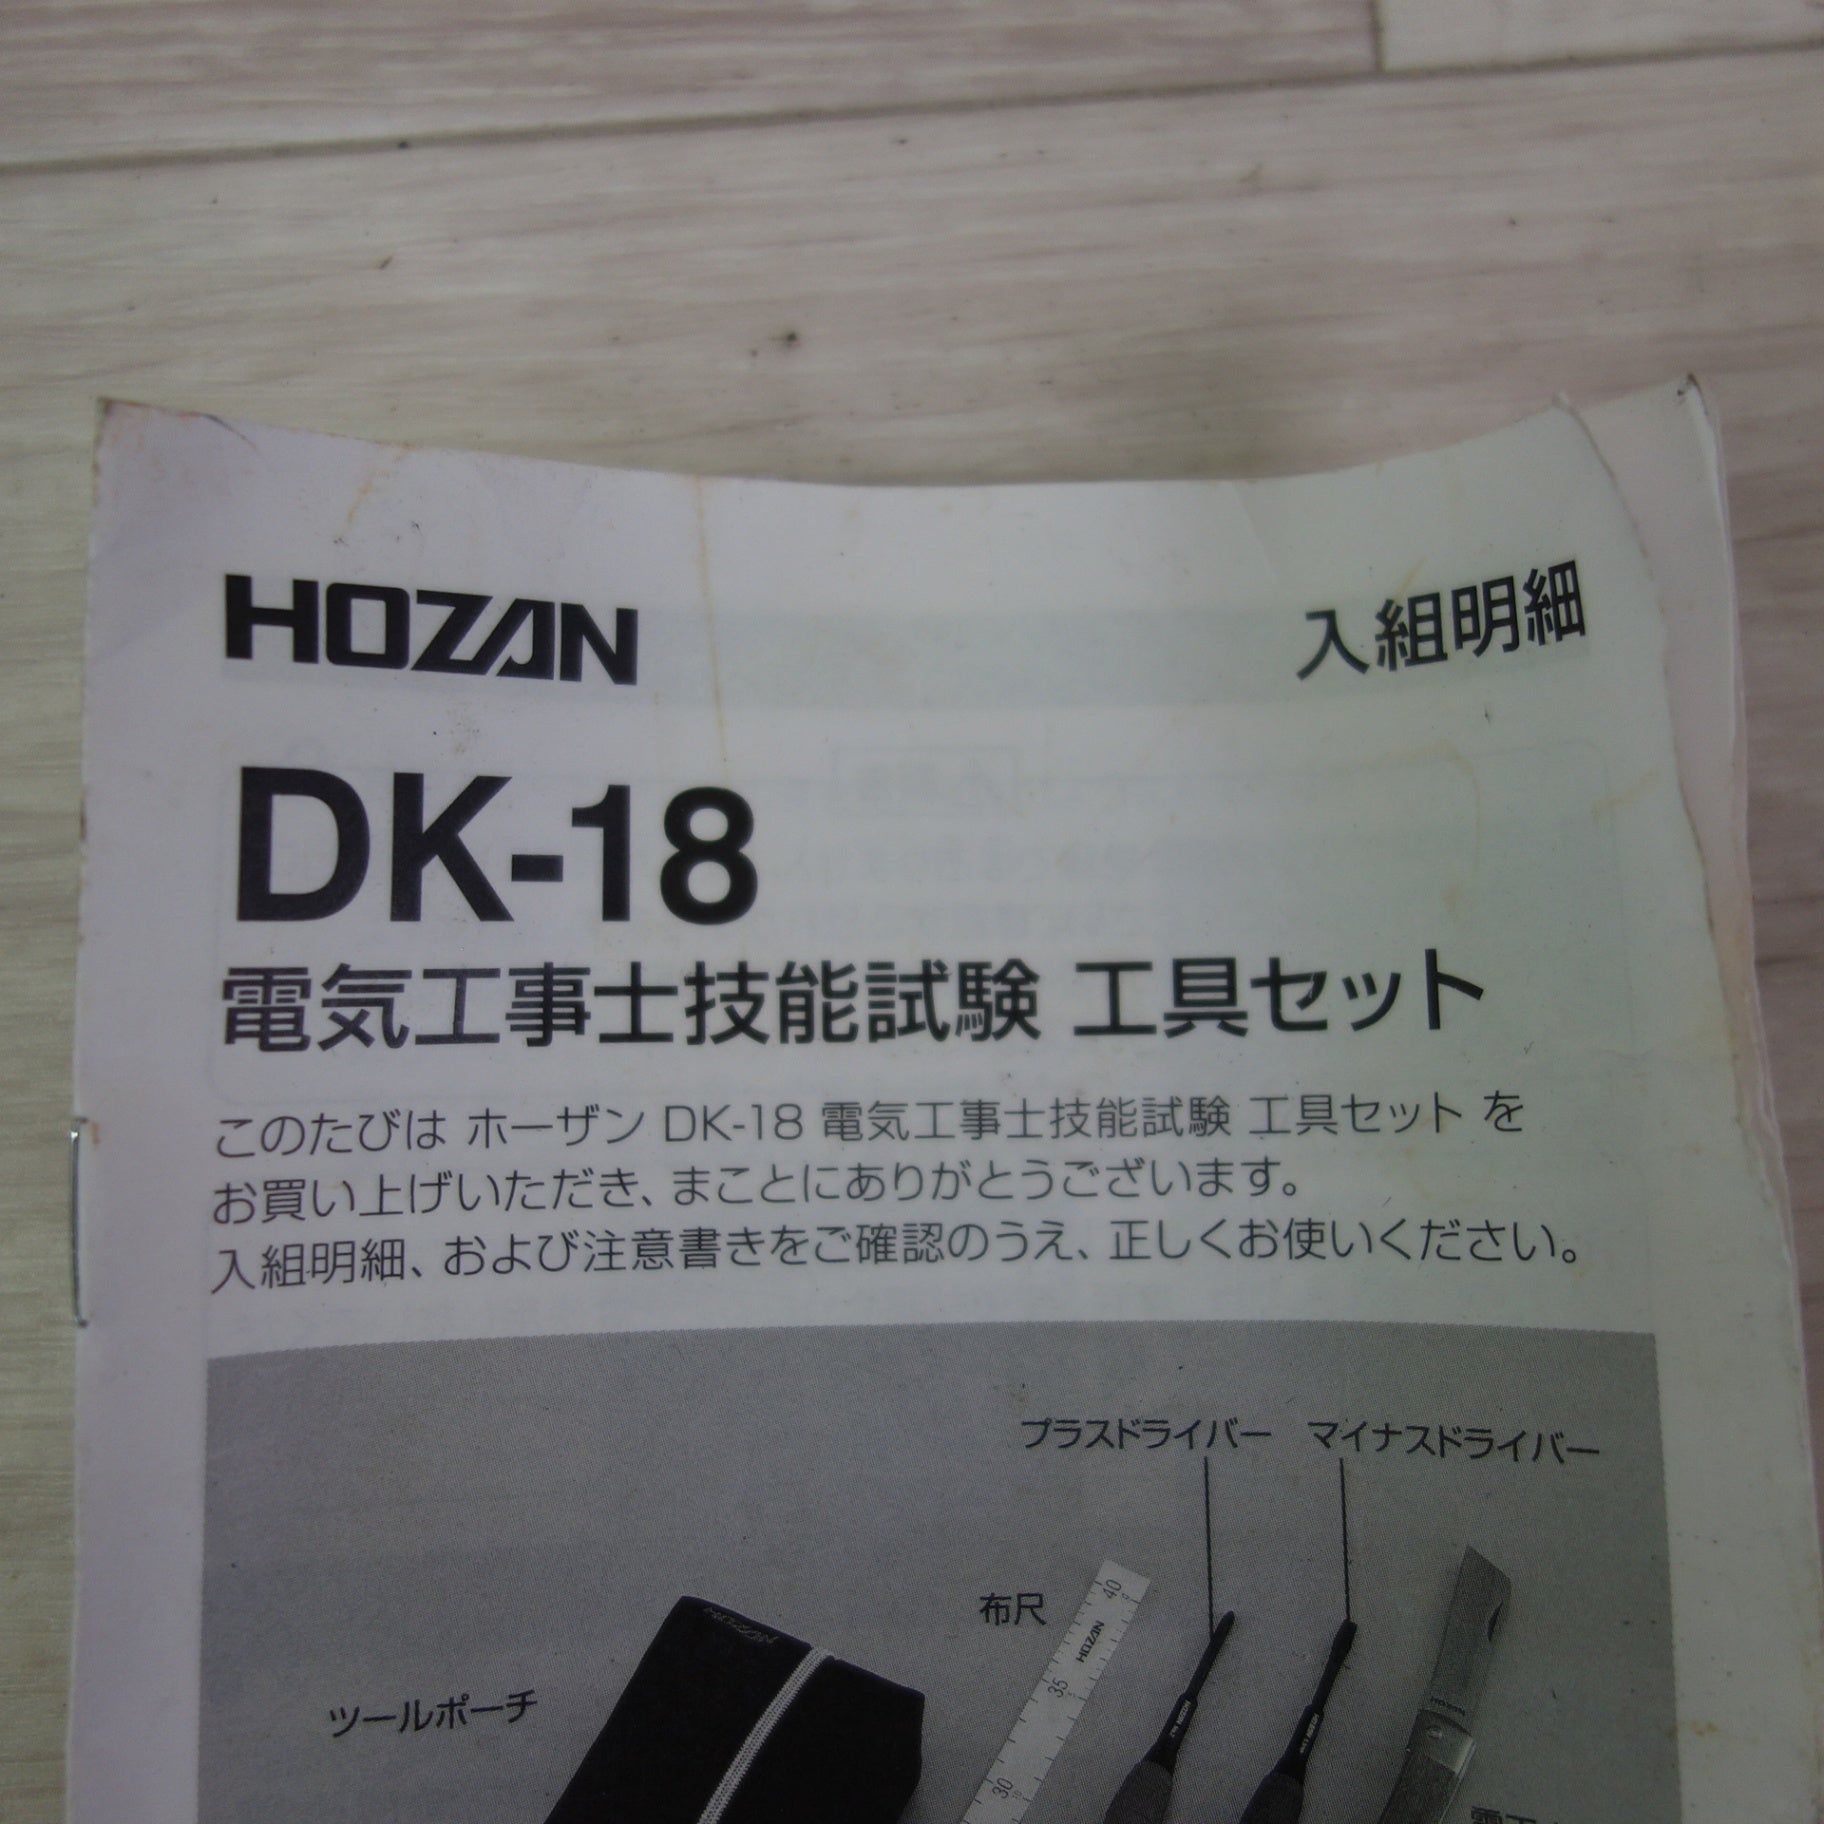 HOZAN
入組明細
DK-18
電気工事士技能試験 工具セット
このたびは ホーザン DK-18 電気工事士技能試験 工具セット を
お買い上げいただき、まことにありがとうございます。
入組明細、および注意書きをご確認のうえ、正しくお使いください。
プラスドライバー マイナスドライバー
布尺
40
HOZAN
35
30
ツールポーチ
HOZAN